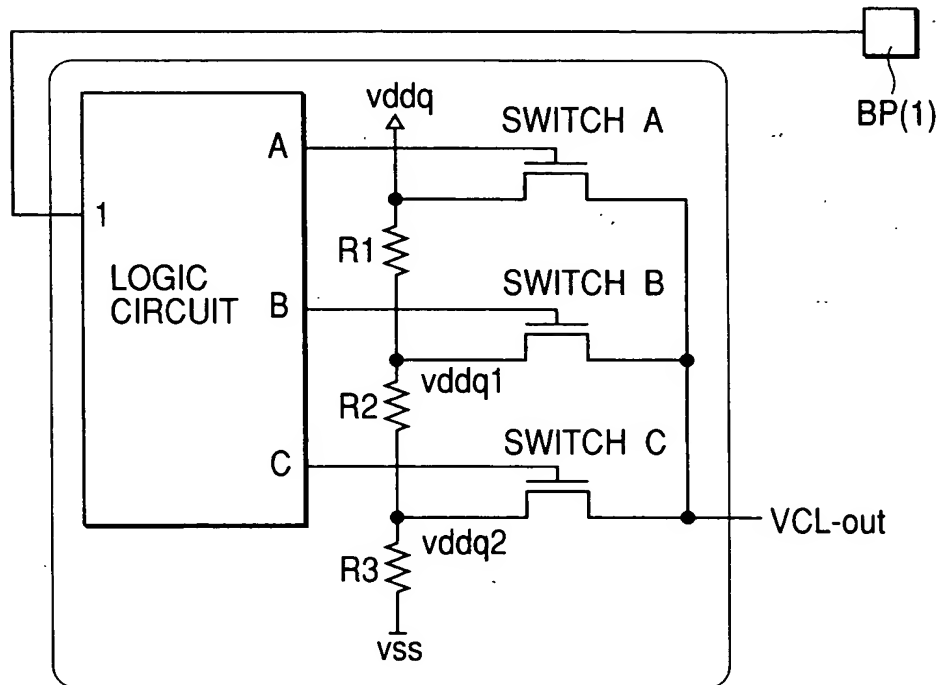 BP(1)
vddq
SWITCH A
A
1
R1
LOGIC
CIRCUIT
SWITCH B
B
vddq1
R2
SWITCH C
C
VCL-out
vddq2
R3
vss